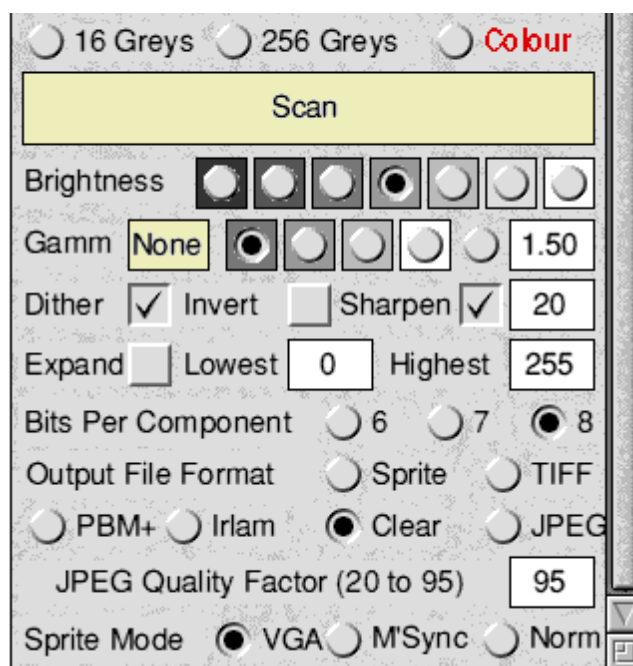 16 Greys 256 Greys Colour
Scan
Brightness
Gamm None 1.50
Dither Invert Sharpen 20
Expand Lowest 0 Highest 255
Bits Per Component 6 7 8
Output File Format Sprite TIFF
PBM+ Irlam Clear JPEG
JPEG Quality Factor (20 to 95) 95
Sprite Mode VGA M'Sync Norm